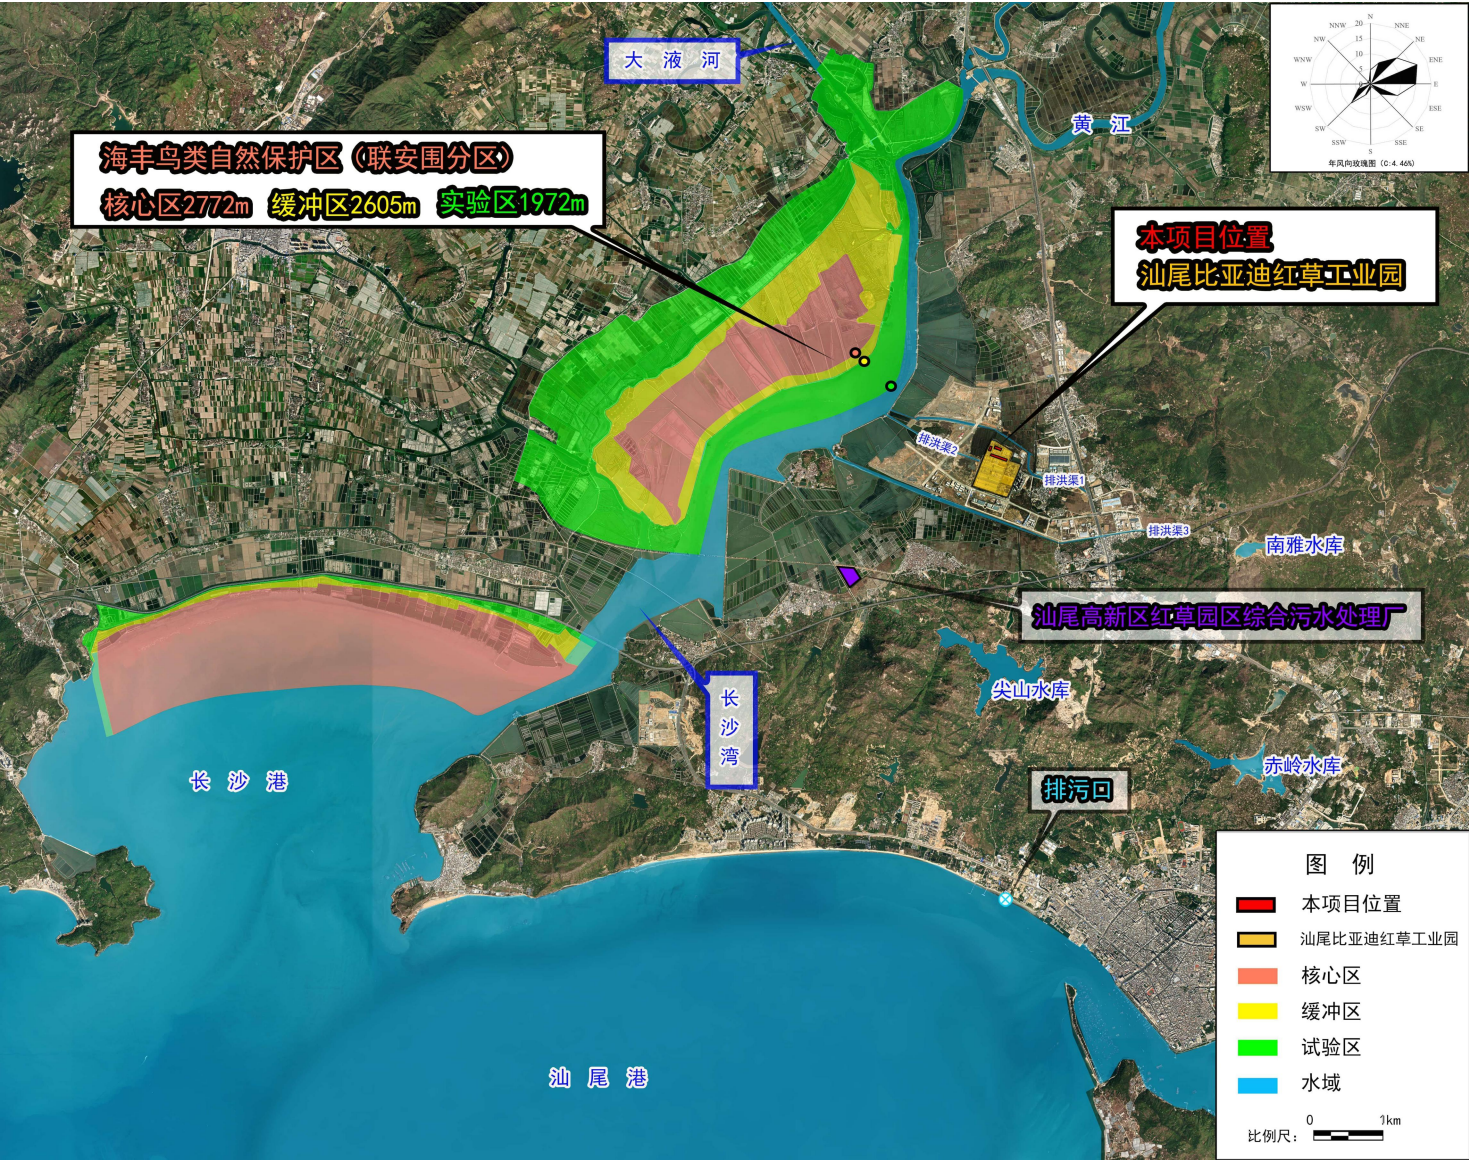 大液河
黄江
海丰鸟类自然保护区（联安围分区）
核心区2772m 缓冲区2605m 实验区1972m
本项目位置
汕尾比亚迪红草工业园
N
NNE
NE
ENE
E
ESE
SE
SSE
S
SSW
SW
WSW
W
WNW
NW
NNW
20
15
10
5
年风向玫瑰图 (C:4.46%)
排洪渠2
排洪渠1
排洪渠3
南雅水库
汕尾高新区红草园区综合污水处理厂
尖山水库
长沙湾
赤岭水库
长沙港
排污口
汕尾港
图 例
本项目位置
汕尾比亚迪红草工业园
核心区
缓冲区
试验区
水域
比例尺：
0 1km